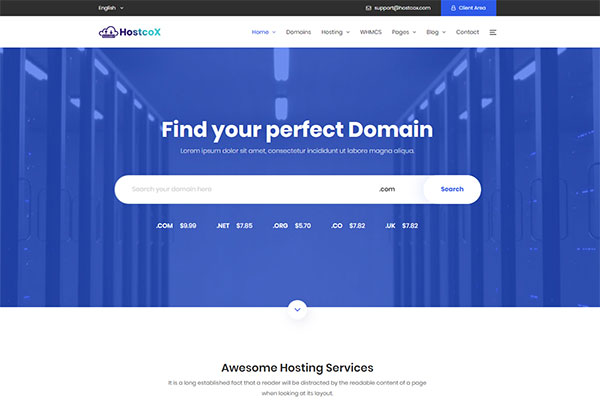 English
support@hostcox.com
Client Area
HostcoX
Home Domains Hosting WHMCS Pages Blog Contact
Find your perfect Domain
Lorem ipsum dolor sit amet, consectetur incididunt ut labore magna aliqua.
Search your domain here
.com
Search
.COM $9.99 .NET $7.85 .ORG $5.70 .CO $7.82 .UK $7.82
Awesome Hosting Services
It is a long established fact that a reader will be distracted by the readable content of a page
when looking at its layout.